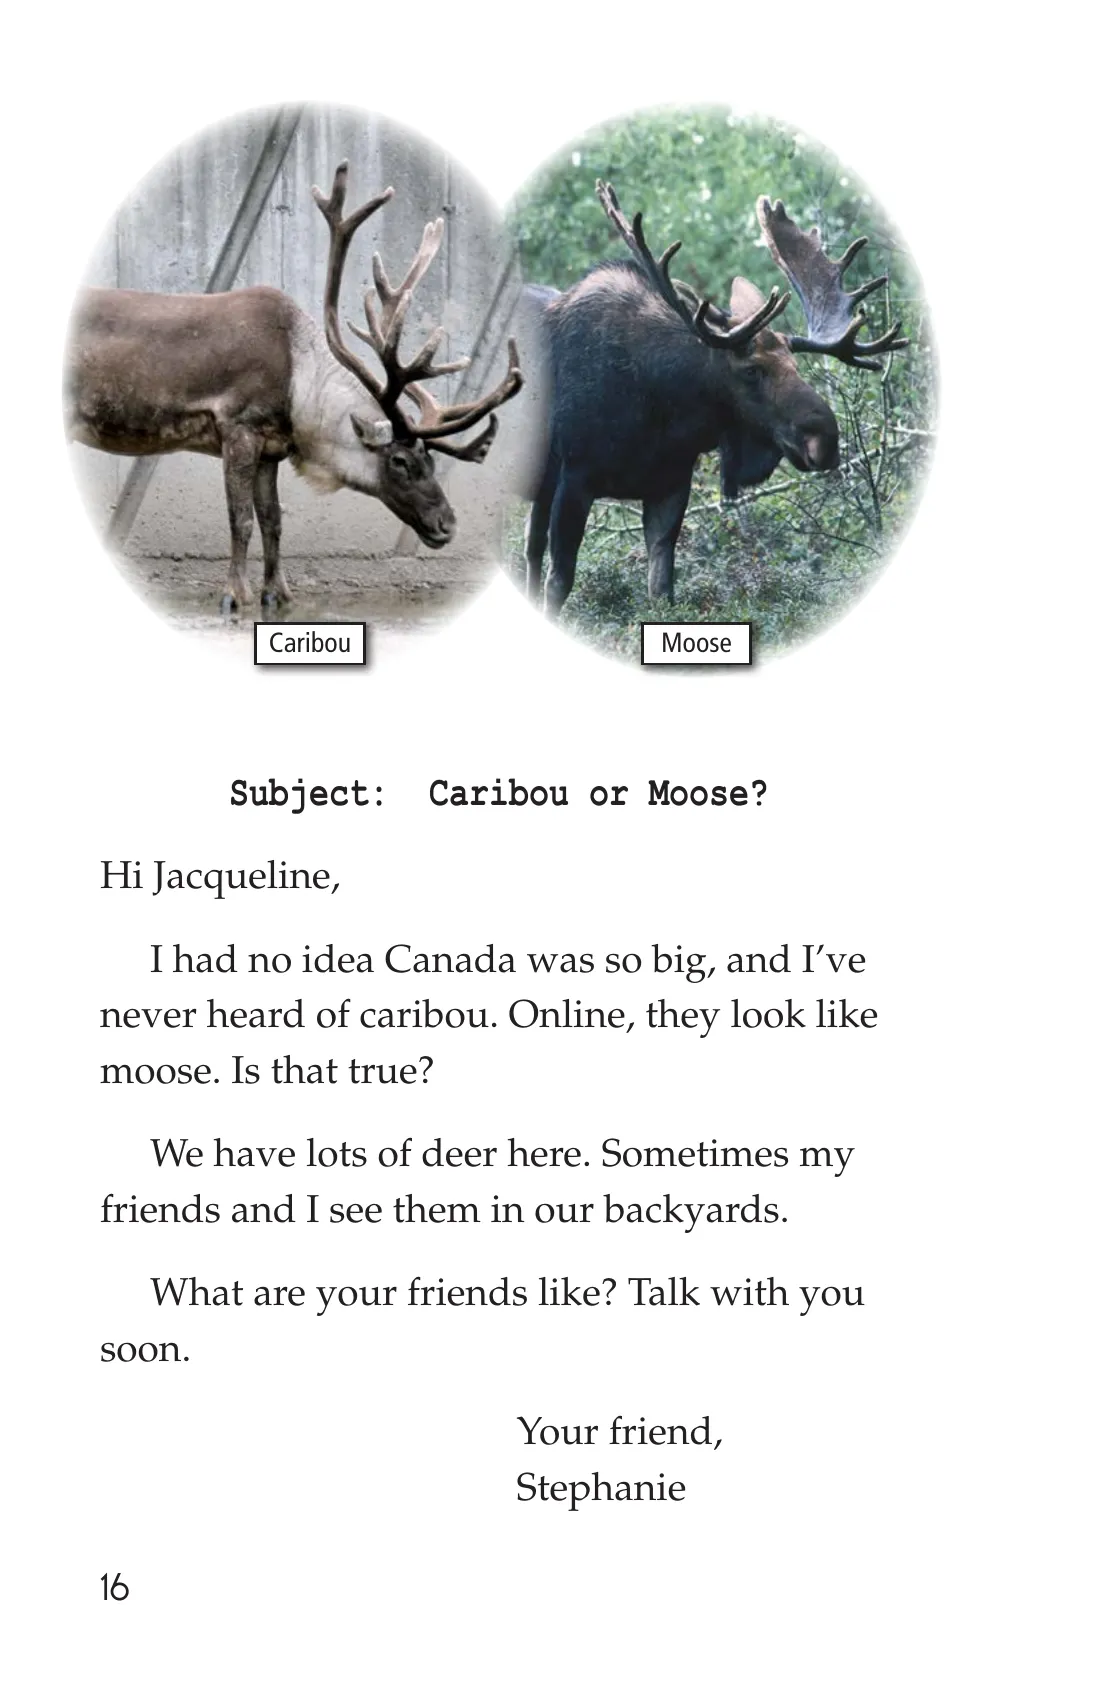 Caribou
Moose
Subject: Caribou or Moose?
Hi Jacqueline,
I had no idea Canada was so big, and I’ve
never heard of caribou. Online, they look like
moose. Is that true?
We have lots of deer here. Sometimes my
friends and I see them in our backyards.
What are your friends like? Talk with you
soon.
Your friend,
Stephanie
16